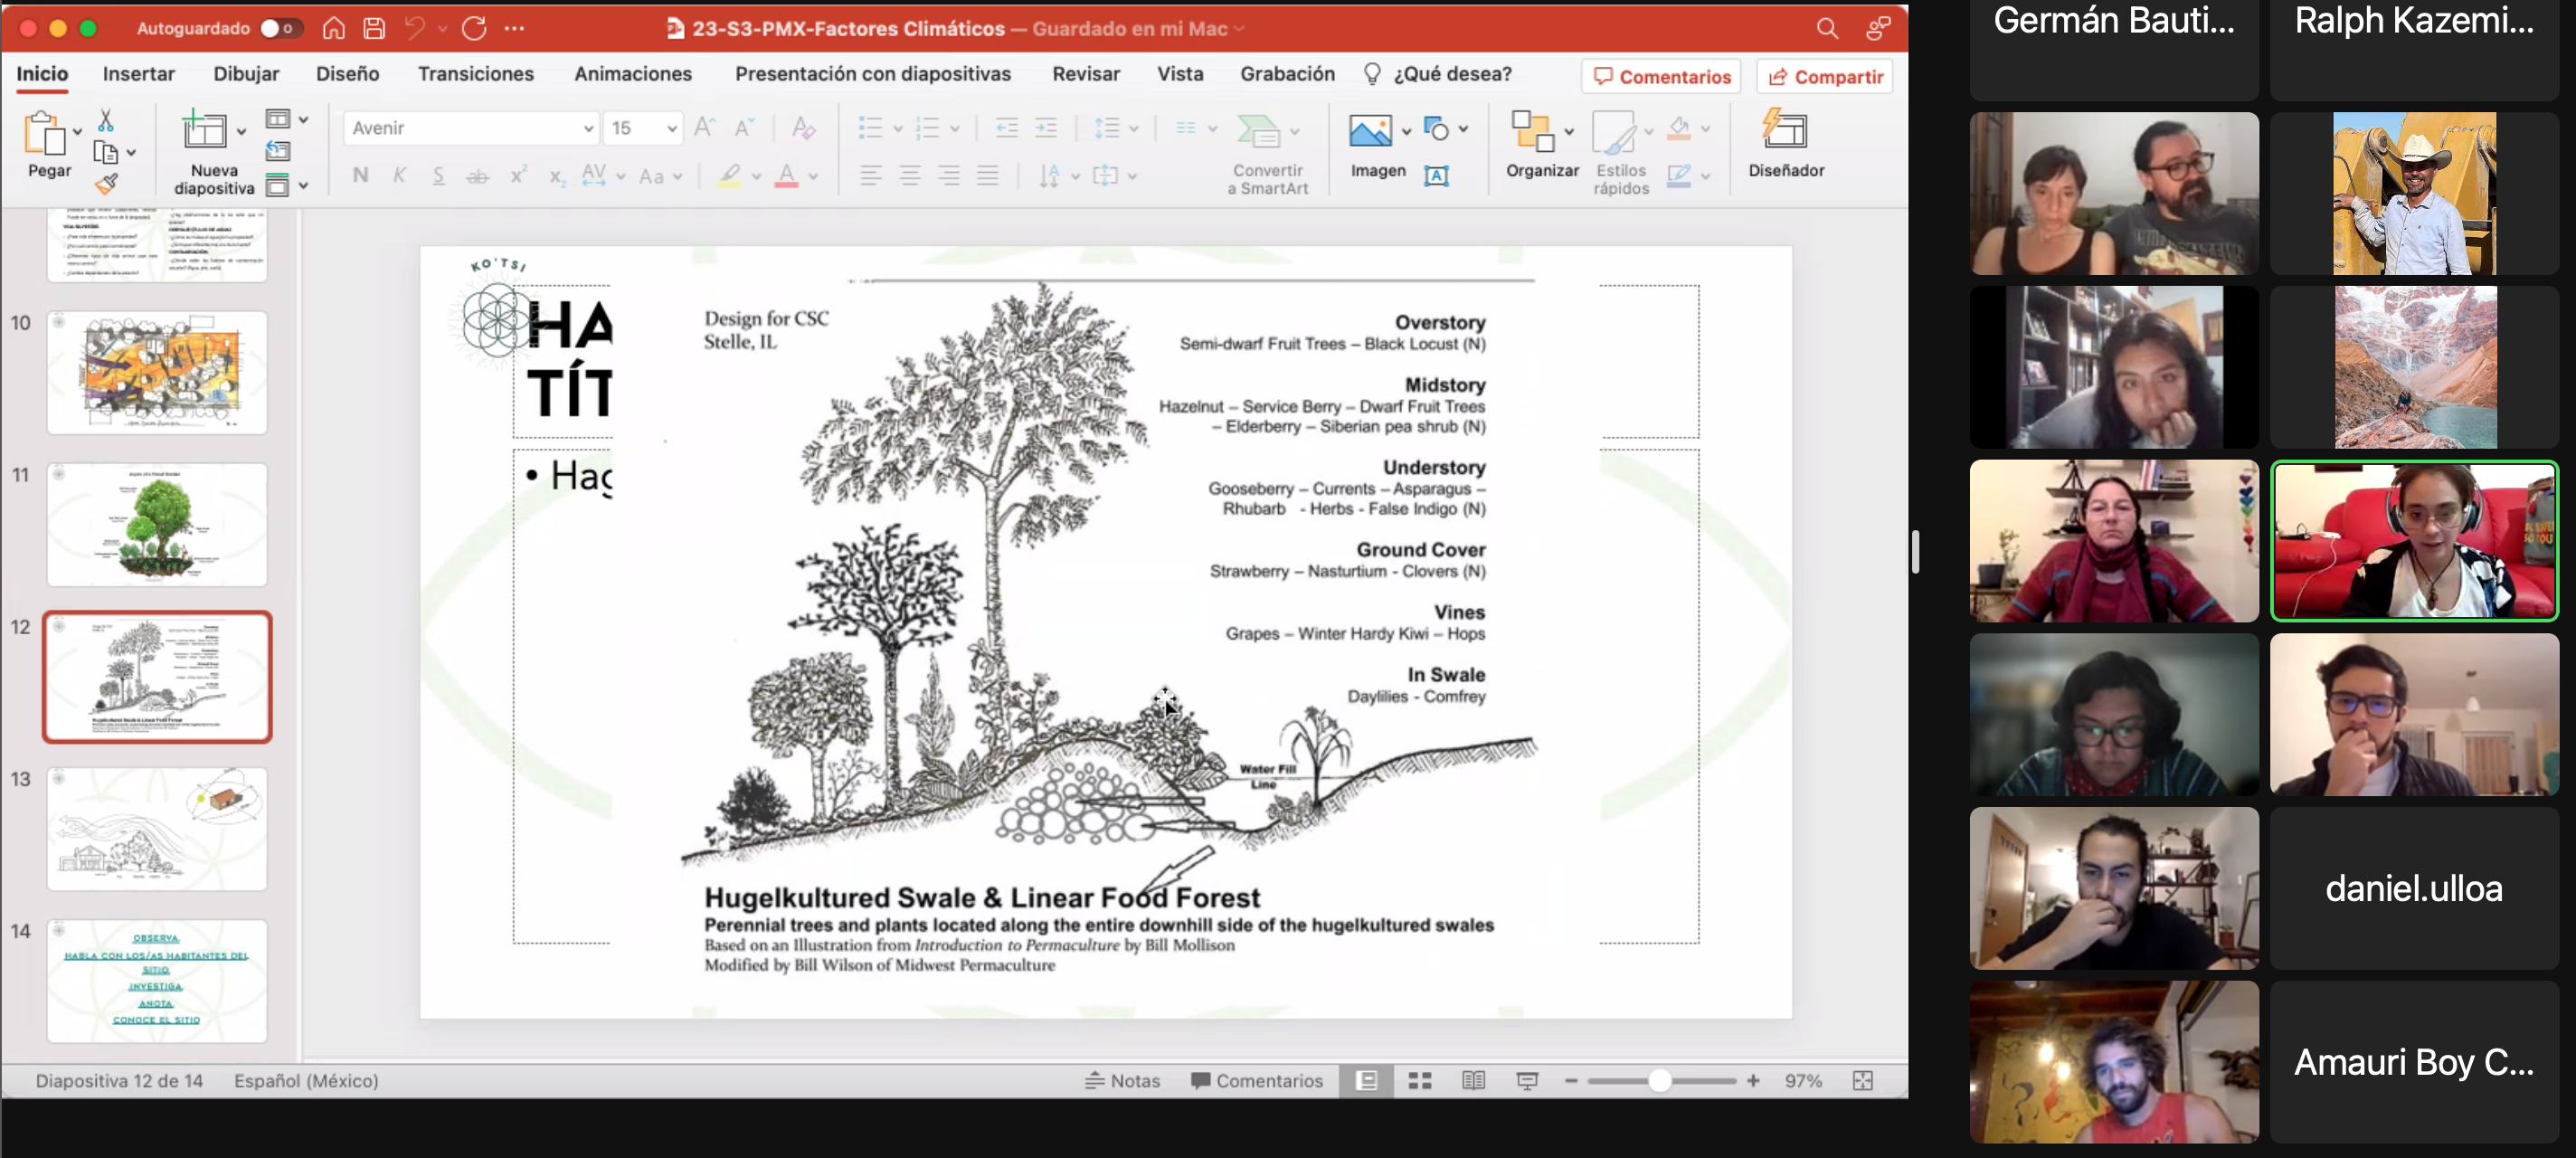 Autoguardado
23-S3-PMX-Factores Climáticos — Guardado en mi Mac
Inicio Insertar Dibujar Diseño Transiciones Animaciones Presentación con diapositivas Revisar Vista Grabación ¿Qué desea? Comentarios Compartir
Pegar
Nueva diapositiva
Avenir 15
N K S ab x² x₂ AV Aa A
Convertir a SmartArt
Imagen
Organizar
Estilos rápidos
Diseñador
10
11
12
13
14
OBSERVA
HABLA CON LOS/AS HABITANTES DEL
SITIO
INVESTIGA
ANOTA
CONOCE EL SITIO
KO'TSI
HA
TÍT
• Hag
Design for CSC
Stelle, IL
Overstory
Semi-dwarf Fruit Trees – Black Locust (N)
Midstory
Hazelnut – Service Berry – Dwarf Fruit Trees
– Elderberry – Siberian pea shrub (N)
Understory
Gooseberry – Currents – Asparagus –
Rhubarb - Herbs - False Indigo (N)
Ground Cover
Strawberry – Nasturtium - Clovers (N)
Vines
Grapes – Winter Hardy Kiwi – Hops
In Swale
Daylilies - Comfrey
Water Fill
Line
Hugelkultured Swale & Linear Food Forest
Perennial trees and plants located along the entire downhill side of the hugelkultured swales
Based on an Illustration from Introduction to Permaculture by Bill Mollison
Modified by Bill Wilson of Midwest Permaculture
Diapositiva 12 de 14 Español (México) Notas Comentarios 97%
Germán Bauti...
Ralph Kazemi...
daniel.ulloa
Amauri Boy C...